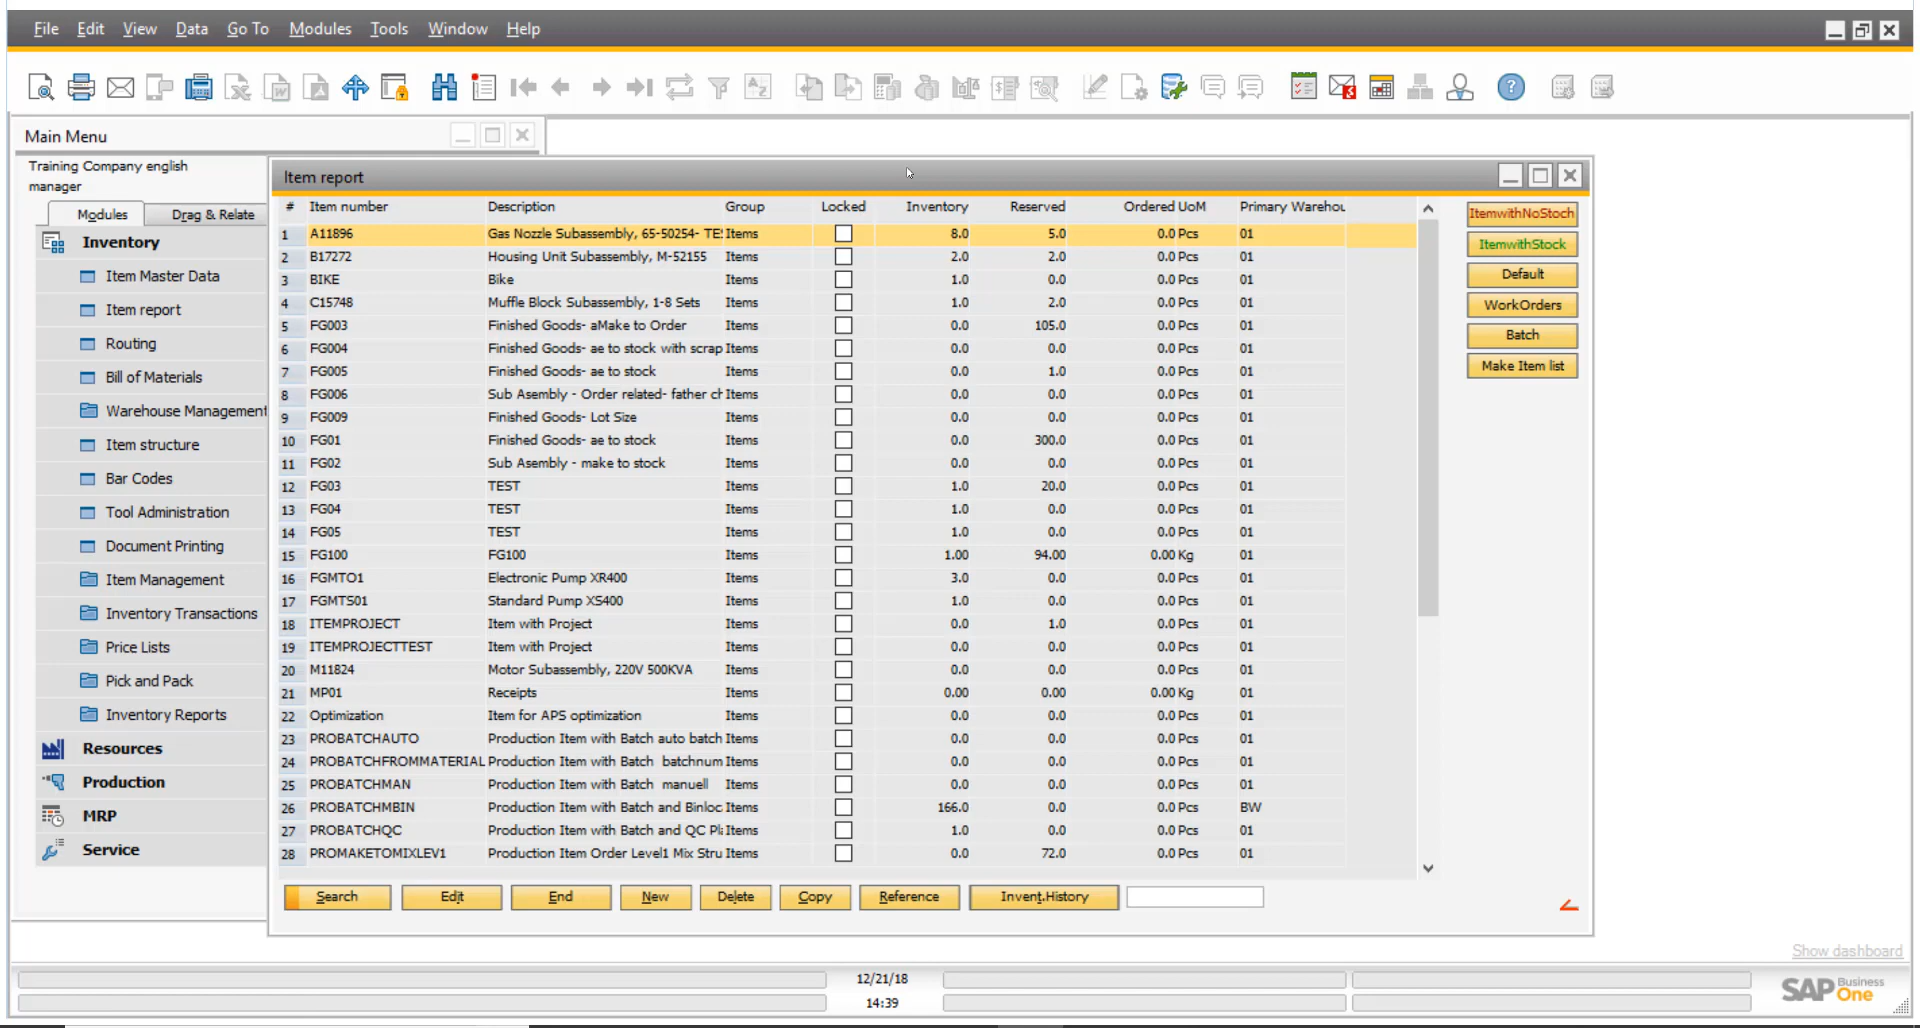 File Edit View Data Go To Modules Tools Window Help
Main Menu
Training Company english
manager
Modules Drag & Relate
Inventory
Item Master Data
Item report
Routing
Bill of Materials
Warehouse Management
Item structure
Bar Codes
Tool Administration
Document Printing
Item Management
Inventory Transactions
Price Lists
Pick and Pack
Inventory Reports
Resources
Production
MRP
Service
Item report
# Item number Description Group Locked Inventory Reserved Ordered UoM Primary Warehou
1 A11896 Gas Nozzle Subassembly, 65-50254- TES Items 8.0 5.0 0.0 Pcs 01
2 B17272 Housing Unit Subassembly, M-52155 Items 2.0 2.0 0.0 Pcs 01
3 BIKE Bike Items 1.0 0.0 0.0 Pcs 01
4 C15748 Muffle Block Subassembly, 1-8 Sets Items 1.0 2.0 0.0 Pcs 01
5 FG003 Finished Goods- aMake to Order Items 0.0 105.0 0.0 Pcs 01
6 FG004 Finished Goods- ae to stock with scrap Items 0.0 0.0 0.0 Pcs 01
7 FG005 Finished Goods- ae to stock Items 0.0 1.0 0.0 Pcs 01
8 FG006 Sub Asembly - Order related- father ch Items 0.0 0.0 0.0 Pcs 01
9 FG009 Finished Goods- Lot Size Items 0.0 0.0 0.0 Pcs 01
10 FG01 Finished Goods- ae to stock Items 0.0 300.0 0.0 Pcs 01
11 FG02 Sub Asembly - make to stock Items 0.0 0.0 0.0 Pcs 01
12 FG03 TEST Items 1.0 20.0 0.0 Pcs 01
13 FG04 TEST Items 1.0 0.0 0.0 Pcs 01
14 FG05 TEST Items 1.0 0.0 0.0 Pcs 01
15 FG100 FG100 Items 1.00 94.00 0.00 Kg 01
16 FGMTO1 Electronic Pump XR400 Items 3.0 0.0 0.0 Pcs 01
17 FGMTS01 Standard Pump XS400 Items 1.0 0.0 0.0 Pcs 01
18 ITEMPROJECT Item with Project Items 0.0 1.0 0.0 Pcs 01
19 ITEMPROJECTTEST Item with Project Items 0.0 0.0 0.0 Pcs 01
20 M11824 Motor Subassembly, 220V 500KVA Items 0.0 0.0 0.0 Pcs 01
21 MP01 Receipts Items 0.00 0.00 0.00 Kg 01
22 Optimization Item for APS optimization Items 0.0 0.0 0.0 Pcs 01
23 PROBATCHAUTO Production Item with Batch auto batch Items 0.0 0.0 0.0 Pcs 01
24 PROBATCHFROMMATERIAL Production Item with Batch batchnum Items 0.0 0.0 0.0 Pcs 01
25 PROBATCHMAN Production Item with Batch manuell Items 0.0 0.0 0.0 Pcs 01
26 PROBATCHMBIN Production Item with Batch and Binloc Items 166.0 0.0 0.0 Pcs BW
27 PROBATCHQC Production Item with Batch and QC Pla Items 1.0 0.0 0.0 Pcs 01
28 PROMAKETOMIXLEV1 Production Item Order Level1 Mix Stru Items 0.0 72.0 0.0 Pcs 01
ItemwithNoStoch
ItemwithStock
Default
WorkOrders
Batch
Make Item list
Search Edit End New Delete Copy Reference Invent.History
Show dashboard
12/21/18
14:39
SAP Business One